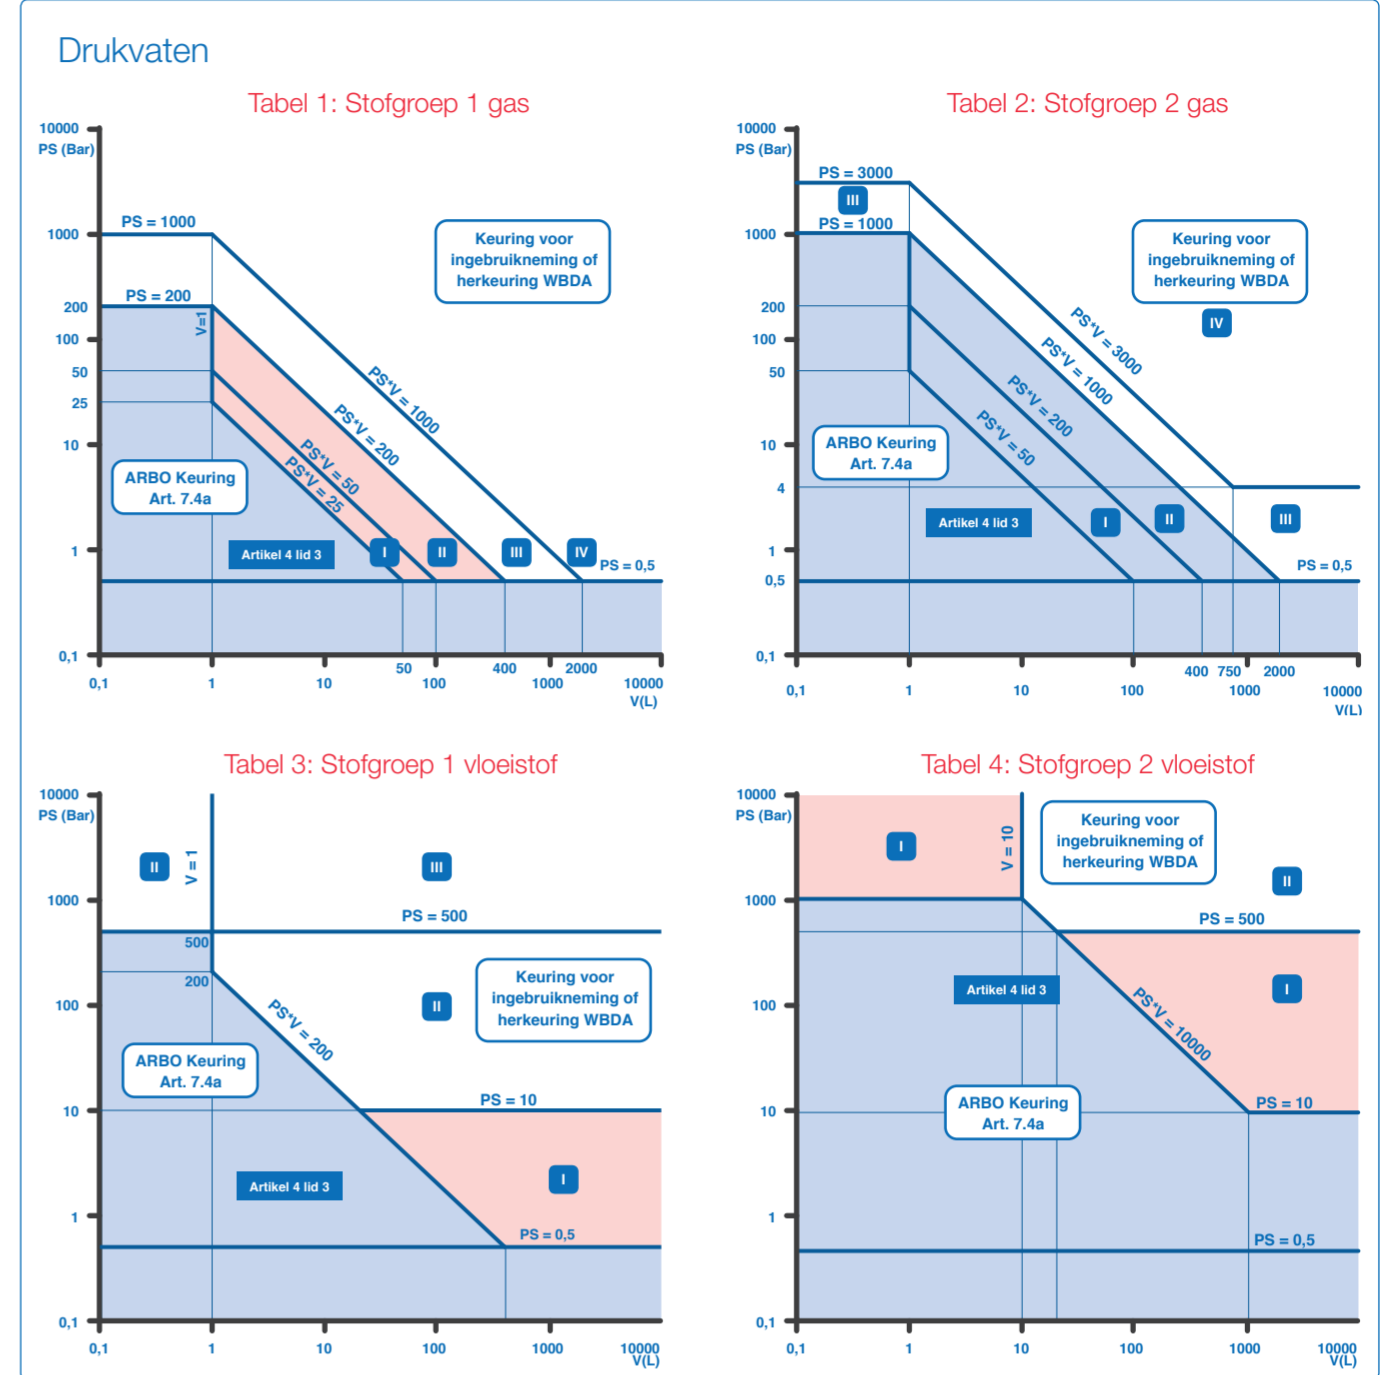 Drukvaten
Tabel 1: Stofgroep 1 gas
10000
PS (Bar)
PS = 1000
1000
Keuring voor
ingebruikneming of
herkeuring WBDA
PS = 200
200
V=1
100
50
25
10
1
0,1
PS*V = 1000
PS*V = 200
PS*V = 50
PS*V = 25
ARBO Keuring
Art. 7.4a
Artikel 4 lid 3
I
II
III
IV
PS = 0,5
50
400
2000
0,1
1
10
100
1000
10000
V(L)
Tabel 2: Stofgroep 2 gas
10000
PS (Bar)
PS = 3000
III
PS = 1000
1000
Keuring voor
ingebruikneming of
herkeuring WBDA
IV
200
100
50
10
4
1
0,5
0,1
PS*V = 3000
PS*V = 1000
PS*V = 200
PS*V = 50
ARBO Keuring
Art. 7.4a
Artikel 4 lid 3
I
II
III
PS = 0,5
400
750
2000
0,1
1
10
100
1000
10000
V(L)
Tabel 3: Stofgroep 1 vloeistof
10000
PS (Bar)
II
V = 1
III
1000
PS = 500
500
200
Keuring voor
ingebruikneming of
herkeuring WBDA
II
100
PS*V = 200
ARBO Keuring
Art. 7.4a
10
PS = 10
Artikel 4 lid 3
I
1
PS = 0,5
0,1
0,1
1
10
100
1000
10000
V(L)
Tabel 4: Stofgroep 2 vloeistof
10000
PS (Bar)
I
V = 10
Keuring voor
ingebruikneming of
herkeuring WBDA
II
1000
PS = 500
Artikel 4 lid 3
I
100
PS*V = 10000
ARBO Keuring
Art. 7.4a
10
PS = 10
1
PS = 0,5
0,1
0,1
1
10
100
1000
10000
V(L)